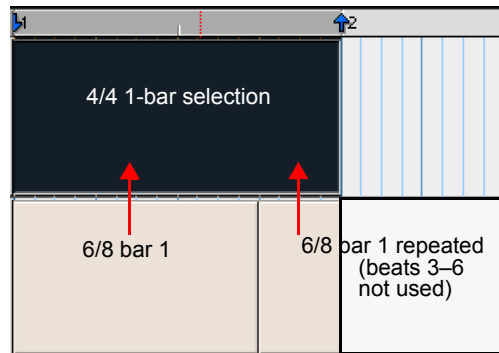 1 2
4/4 1-bar selection
6/8 bar 1
6/8 bar 1 repeated
(beats 3–6
not used)